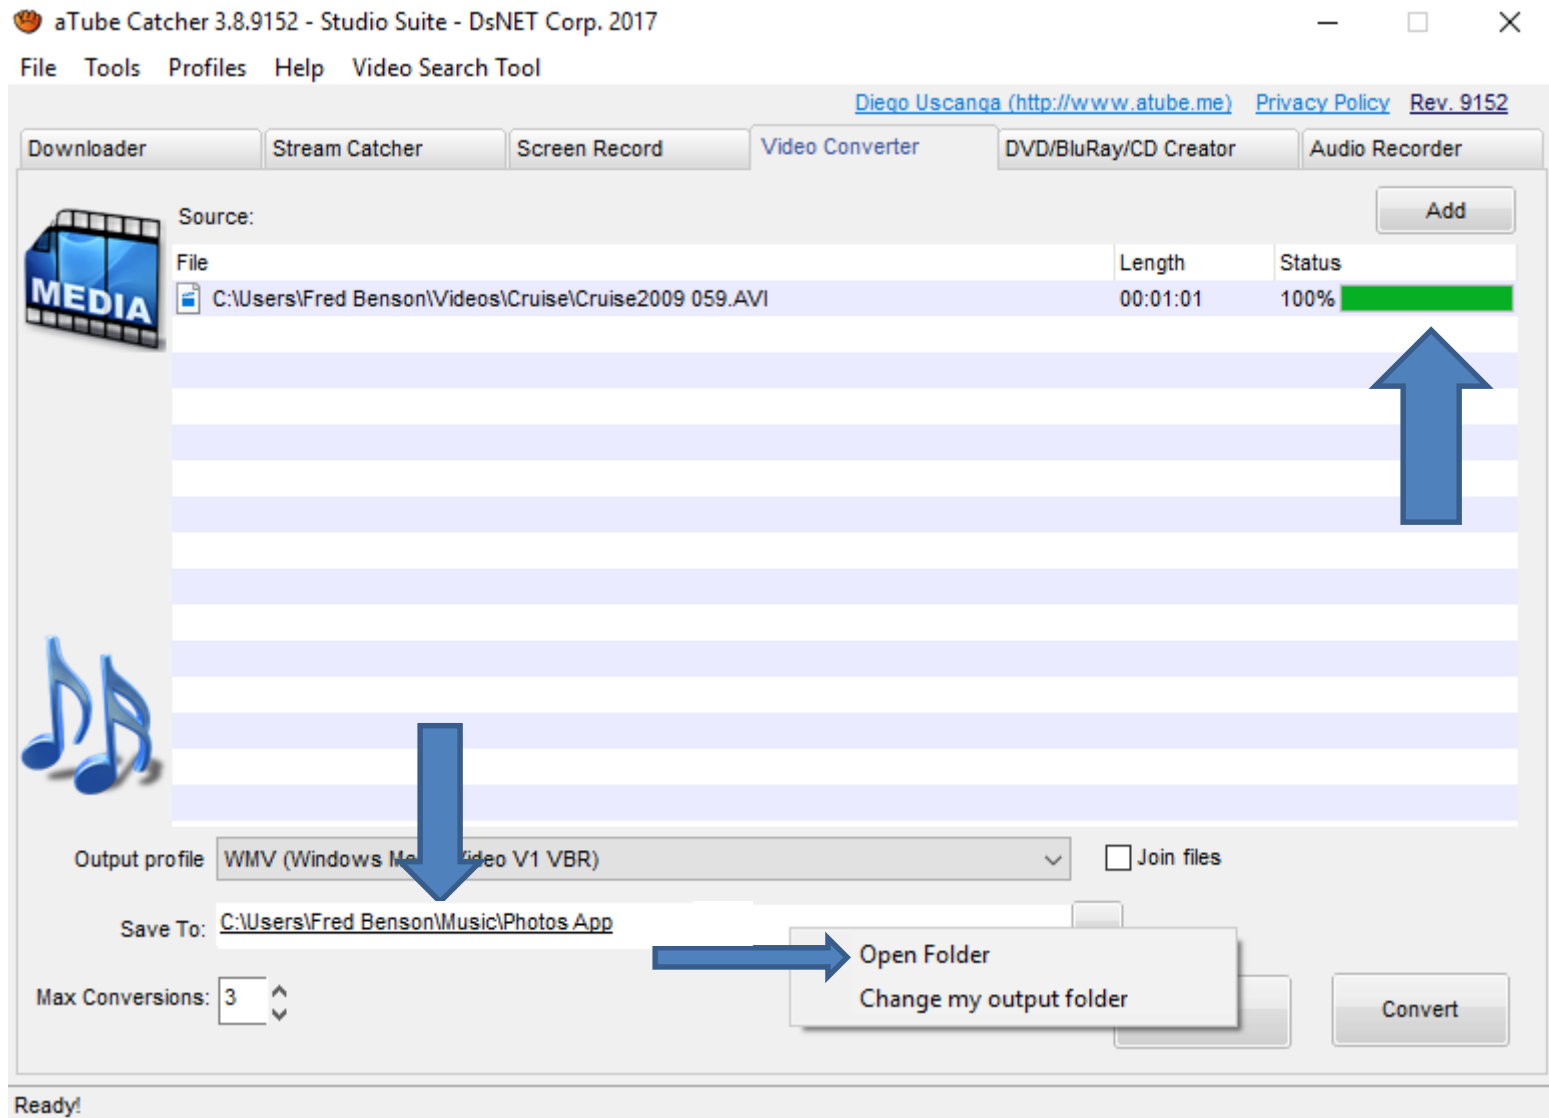 aTube Catcher 3.8.9152 - Studio Suite - DsNET Corp. 2017
File Tools Profiles Help Video Search Tool
Diego Uscanga (http://www.atube.me) Privacy Policy Rev. 9152
Downloader Stream Catcher Screen Record Video Converter DVD/BluRay/CD Creator Audio Recorder
MEDIA
Source: Add
File Length Status
C:\Users\Fred Benson\Videos\Cruise\Cruise2009 059.AVI 00:01:01 100%
Output profile WMV (Windows Video V1 VBR) Join files
Save To: C:\Users\Fred Benson\Music\Photos App
Open Folder
Change my output folder
Max Conversions: 3 Convert
Ready!